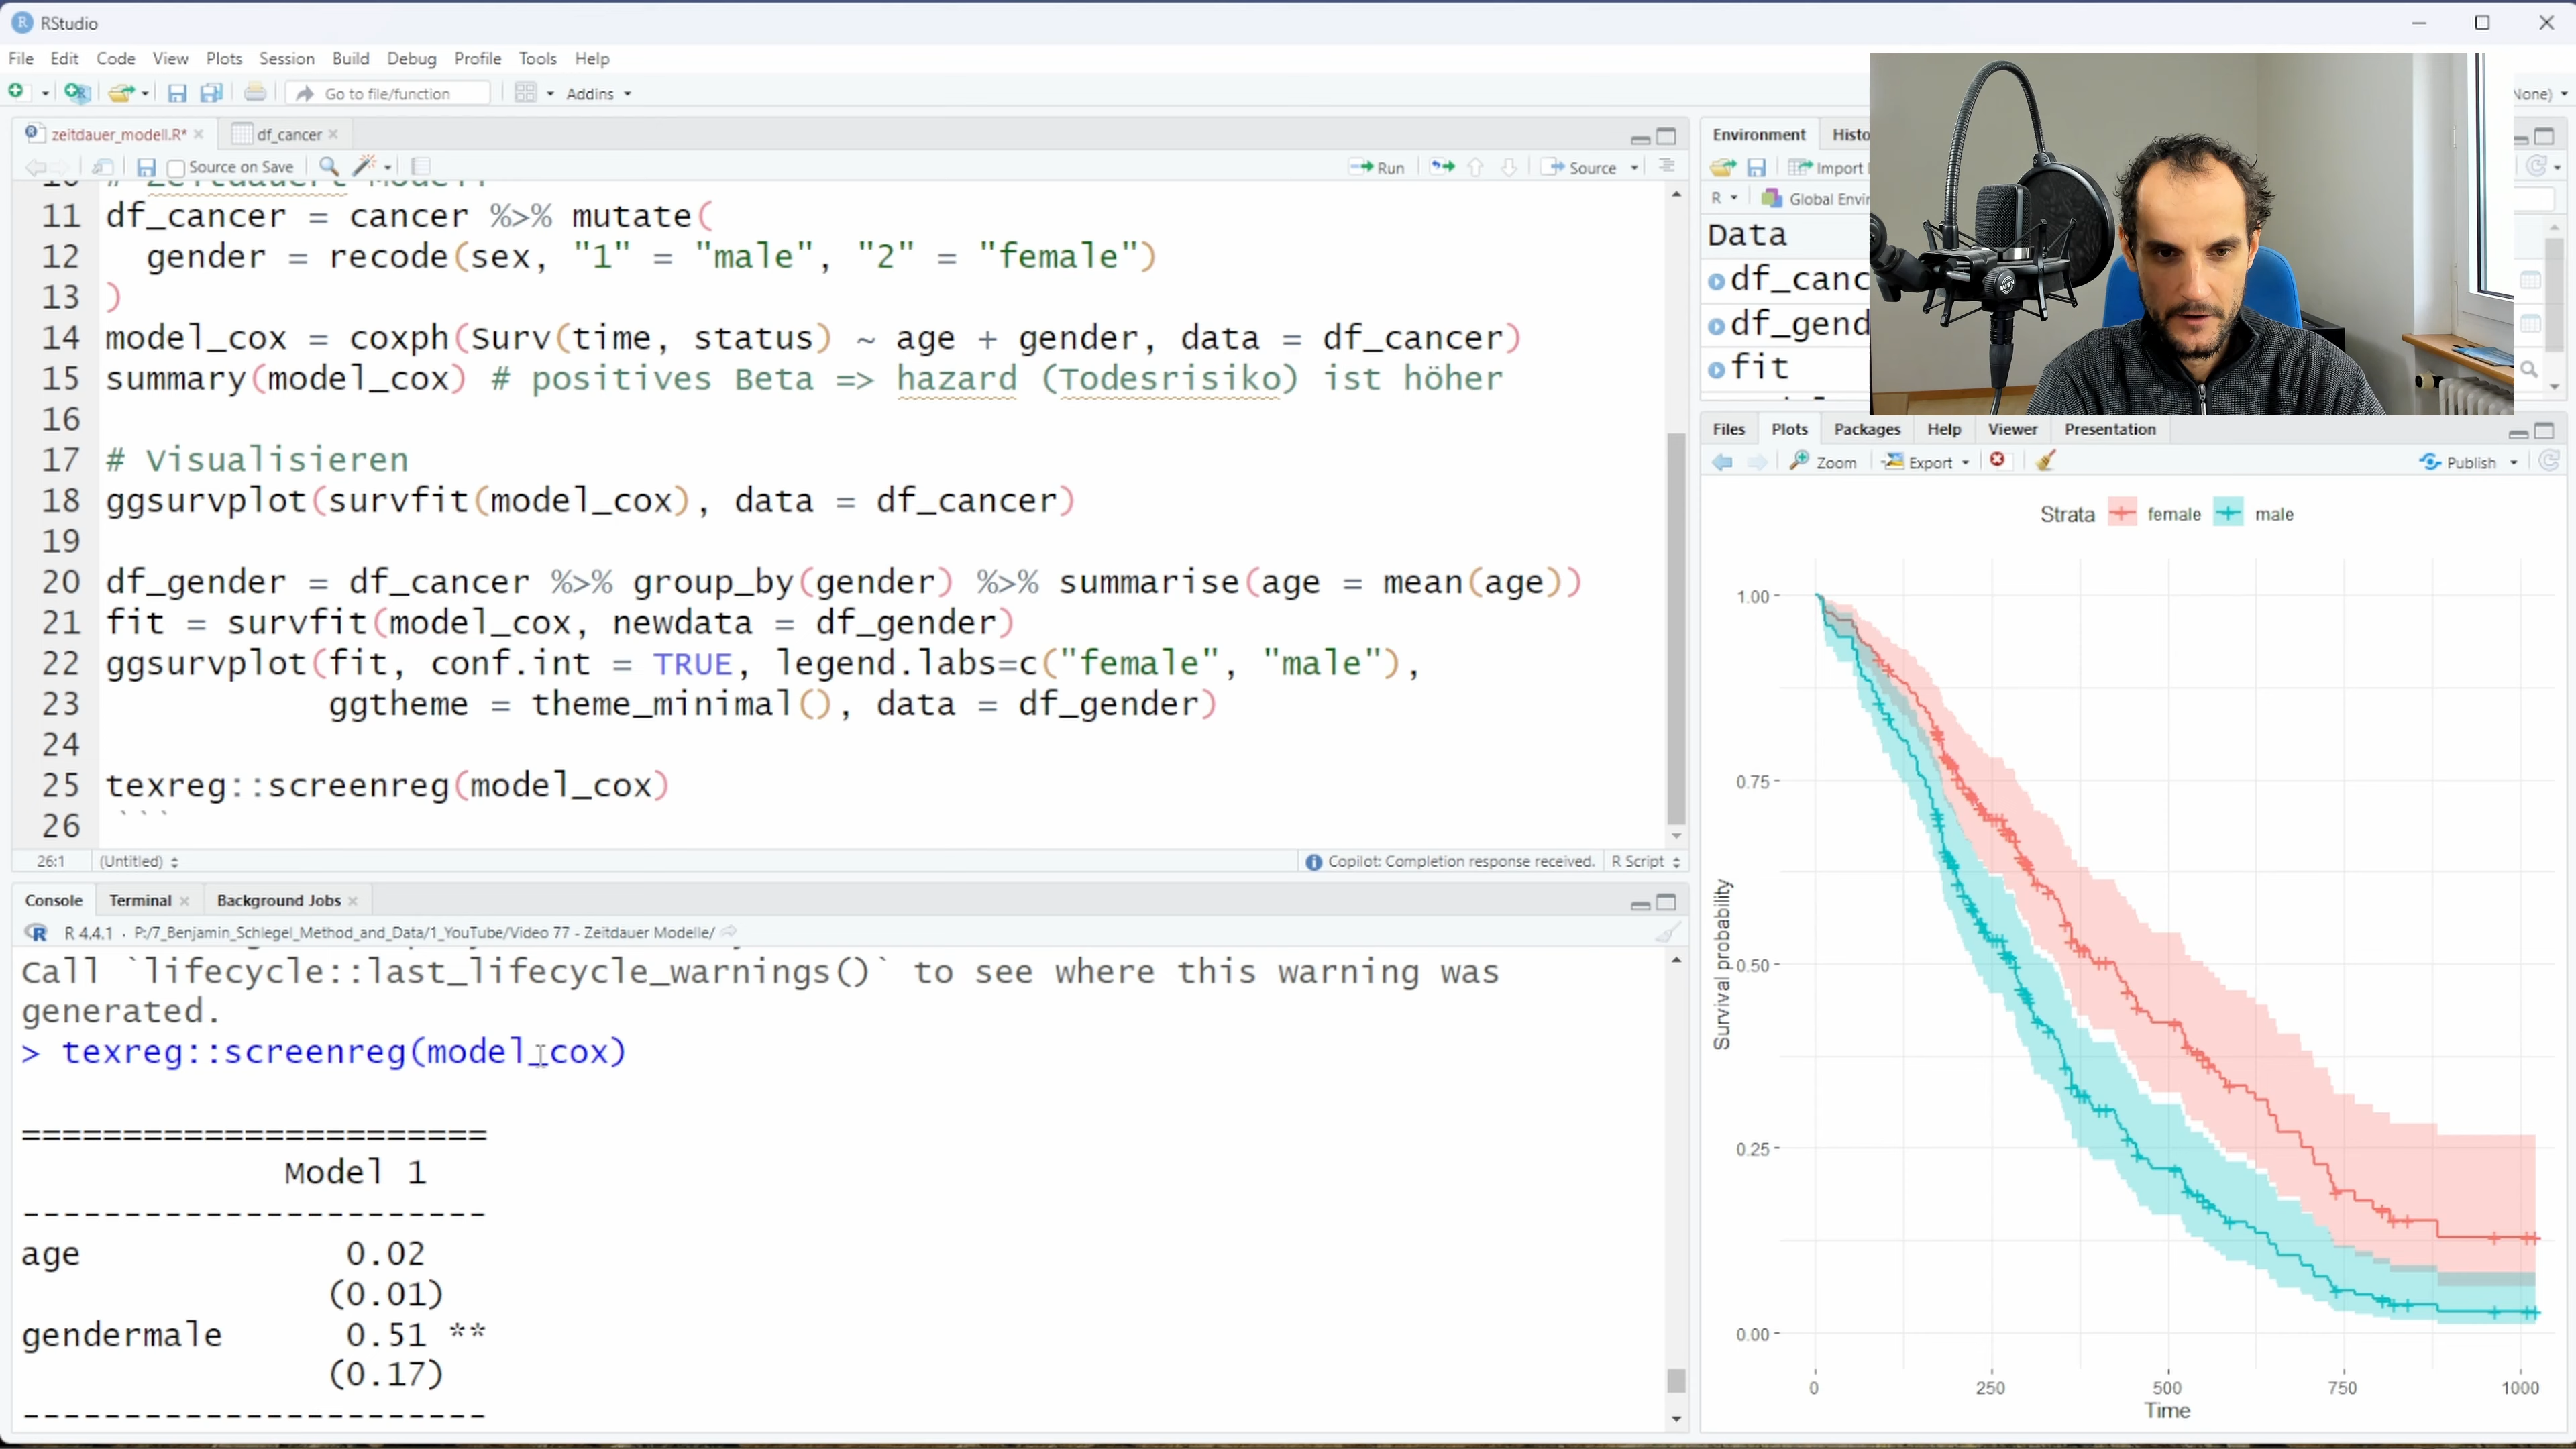 RStudio
File Edit Code View Plots Session Build Debug Profile Tools Help
Go to file/function Addins
None)
zeitdauer_modell.R* df_cancer
Source on Save Run Source
11 df_cancer = cancer %>% mutate(
12 gender = recode(sex, "1" = "male", "2" = "female")
13 )
14 model_cox = coxph(Surv(time, status) ~ age + gender, data = df_cancer)
15 summary(model_cox) # positives Beta => hazard (Todesrisiko) ist höher
16
17 # Visualisieren
18 ggsurvplot(survfit(model_cox), data = df_cancer)
19
20 df_gender = df_cancer %>% group_by(gender) %>% summarise(age = mean(age))
21 fit = survfit(model_cox, newdata = df_gender)
22 ggsurvplot(fit, conf.int = TRUE, legend.labs=c("female", "male"),
23 ggtheme = theme_minimal(), data = df_gender)
24
25 texreg::screenreg(model_cox)
26 ```
26:1 (Untitled) Copilot: Completion response received. R Script
Console Terminal Background Jobs
R 4.4.1 · P:/7_Benjamin_Schlegel_Method_and_Data/1_YouTube/Video 77 - Zeitdauer Modelle/
Call `lifecycle::last_lifecycle_warnings()` to see where this warning was
generated.
> texreg::screenreg(model_cox)
=======================
Model 1
-----------------------
age 0.02
(0.01)
gendermale 0.51 **
(0.17)
-----------------------
Environment Histo
Import
R Global Envir
Data
df_canc
df_gend
fit
Files Plots Packages Help Viewer Presentation
Zoom Export Publish
Strata female male
1.00
0.75
0.50
0.25
0.00
Survival probability
0 250 500 750 1000
Time